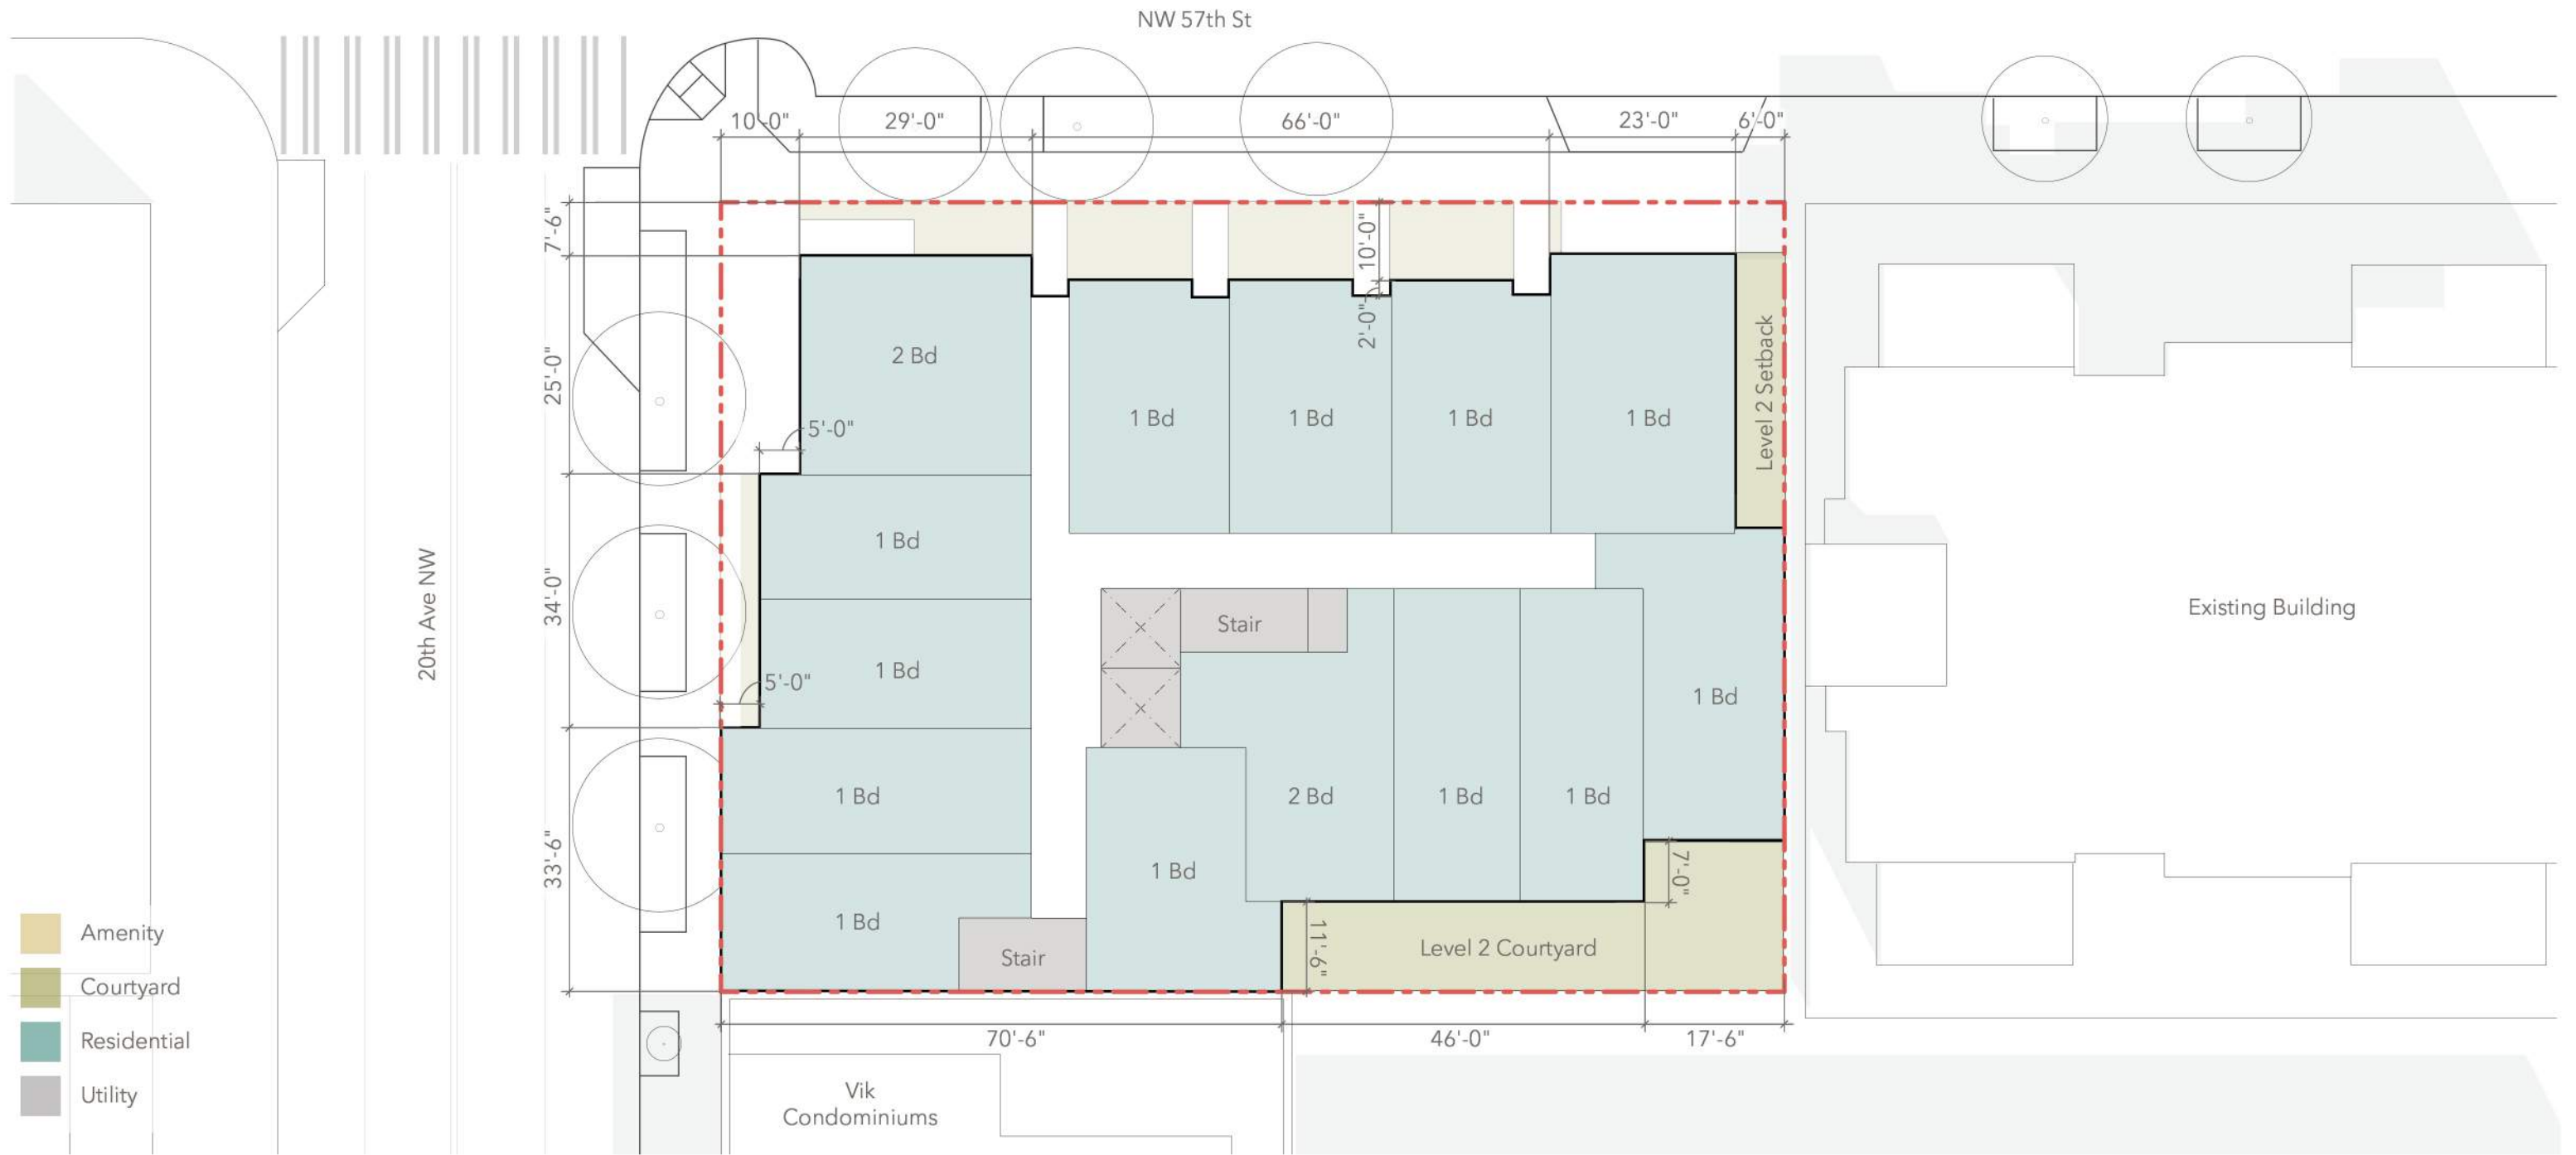 NW 57th St
10'-0"
29'-0"
66'-0"
23'-0"
6'-0"
7'-6"
10'-0"
2'-0"
25'-0"
2 Bd
Level 2 Setback
1 Bd
1 Bd
1 Bd
1 Bd
5'-0"
20th Ave NW
34'-0"
1 Bd
Stair
Existing Building
1 Bd
5'-0"
1 Bd
33'-6"
1 Bd
2 Bd
1 Bd
1 Bd
1 Bd
7'-0"
1 Bd
Stair
11'-6"
Level 2 Courtyard
Amenity
Courtyard
Residential
Utility
70'-6"
46'-0"
17'-6"
Vik
Condominiums